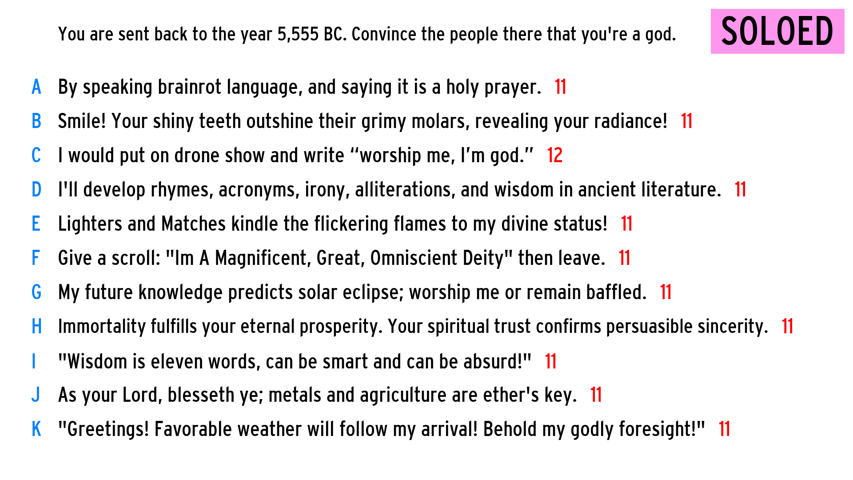 You are sent back to the year 5,555 BC. Convince the people there that you're a god.
SOLOED
A By speaking brainrot language, and saying it is a holy prayer. 11
B Smile! Your shiny teeth outshine their grimy molars, revealing your radiance! 11
C I would put on drone show and write “worship me, I’m god.” 12
D I'll develop rhymes, acronyms, irony, alliterations, and wisdom in ancient literature. 11
E Lighters and Matches kindle the flickering flames to my divine status! 11
F Give a scroll: "Im A Magnificent, Great, Omniscient Deity" then leave. 11
G My future knowledge predicts solar eclipse; worship me or remain baffled. 11
H Immortality fulfills your eternal prosperity. Your spiritual trust confirms persuasible sincerity. 11
I "Wisdom is eleven words, can be smart and can be absurd!" 11
J As your Lord, blesseth ye; metals and agriculture are ether's key. 11
K "Greetings! Favorable weather will follow my arrival! Behold my godly foresight!" 11